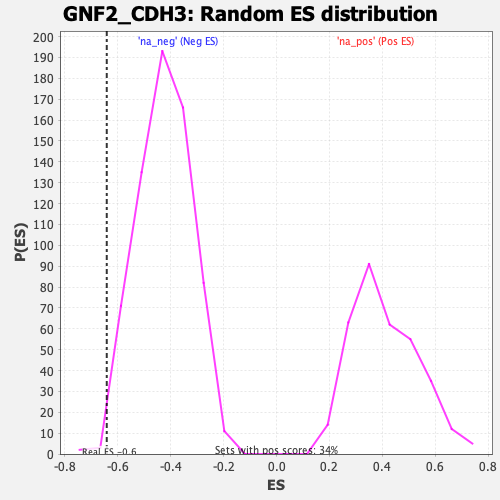 GNF2_CDH3: Random ES distribution
'na_neg' (Neg ES)
'na_pos' (Pos ES)
200
190
180
170
160
150
140
130
120
110
100
90
80
70
60
50
40
30
20
10
0
P(ES)
Real ES -0.6
Sets with pos scores: 34%
-0.8 -0.6 -0.4 -0.2 0.0 0.2 0.4 0.6 0.8
ES